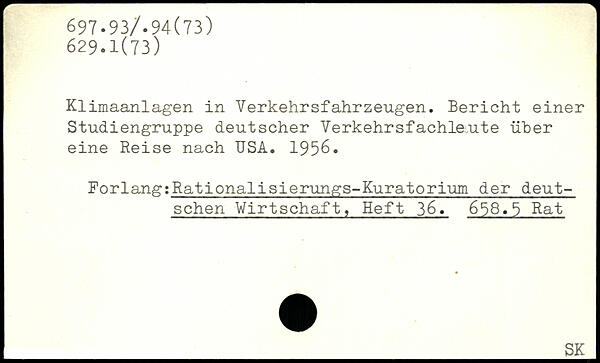 697.93/.94(73)
629.1(73)
Klimaanlagen in Verkehrsfahrzeugen. Bericht einer
Studiengruppe deutscher Verkehrsfachleute über
eine Reise nach USA. 1956.
Forlang:Rationalisierungs-Kuratorium der deut-
schen Wirtschaft, Heft 36. 658.5 Rat
SK